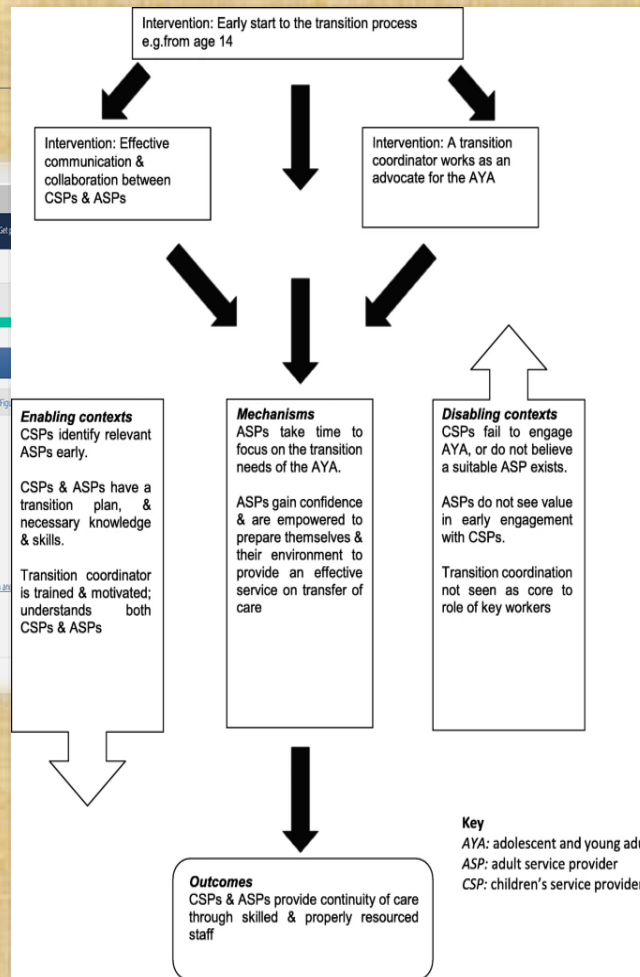 Intervention: Early start to the transition process
e.g.from age 14
Intervention: Effective
communication &
collaboration between
CSPs & ASPs
Intervention: A transition
coordinator works as an
advocate for the AYA
Enabling contexts
CSPs identify relevant
ASPs early.
CSPs & ASPs have a
transition plan, &
necessary knowledge
& skills.
Transition coordinator
is trained & motivated;
understands both
CSPs & ASPs
Mechanisms
ASPs take time to
focus on the transition
needs of the AYA.
ASPs gain confidence
& are empowered to
prepare themselves &
their environment to
provide an effective
service on transfer of
care
Disabling contexts
CSPs fail to engage
AYA, or do not believe
a suitable ASP exists.
ASPs do not see value
in early engagement
with CSPs.
Transition coordination
not seen as core to
role of key workers
Outcomes
CSPs & ASPs provide continuity of care
through skilled & properly resourced
staff
Key
AYA: adolescent and young adu
ASP: adult service provider
CSP: children's service provider